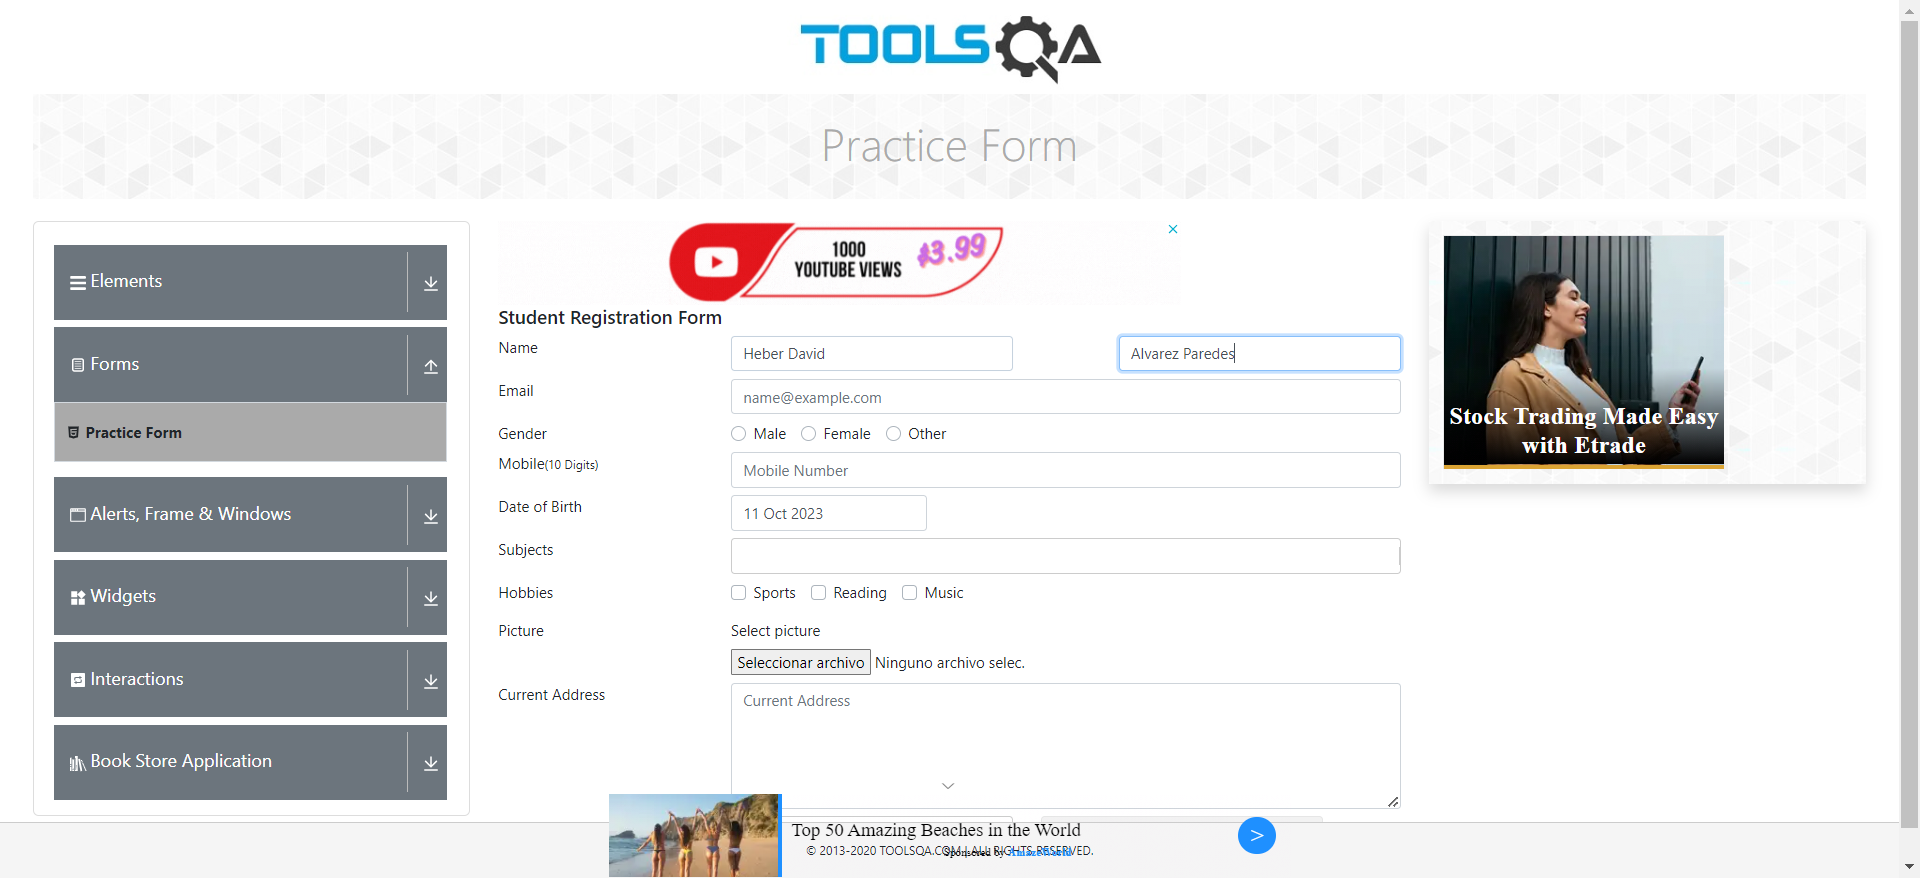 TOOLSQA
Practice Form
Elements
Forms
Practice Form
Alerts, Frame & Windows
Widgets
Interactions
Book Store Application
1000
YOUTUBE VIEWS
$3.99
Student Registration Form
Name
Heber David
Alvarez Paredes
Email
name@example.com
Gender
Male
Female
Other
Mobile(10 Digits)
Mobile Number
Date of Birth
11 Oct 2023
Subjects
Hobbies
Sports
Reading
Music
Picture
Select picture
Seleccionar archivo Ninguno archivo selec.
Current Address
Current Address
Stock Trading Made Easy
with Etrade
Top 50 Amazing Beaches in the World
© 2013-2020 TOOLSQA.COM | ALL RIGHTS RESERVED.
Sponsored by AmazeWorld